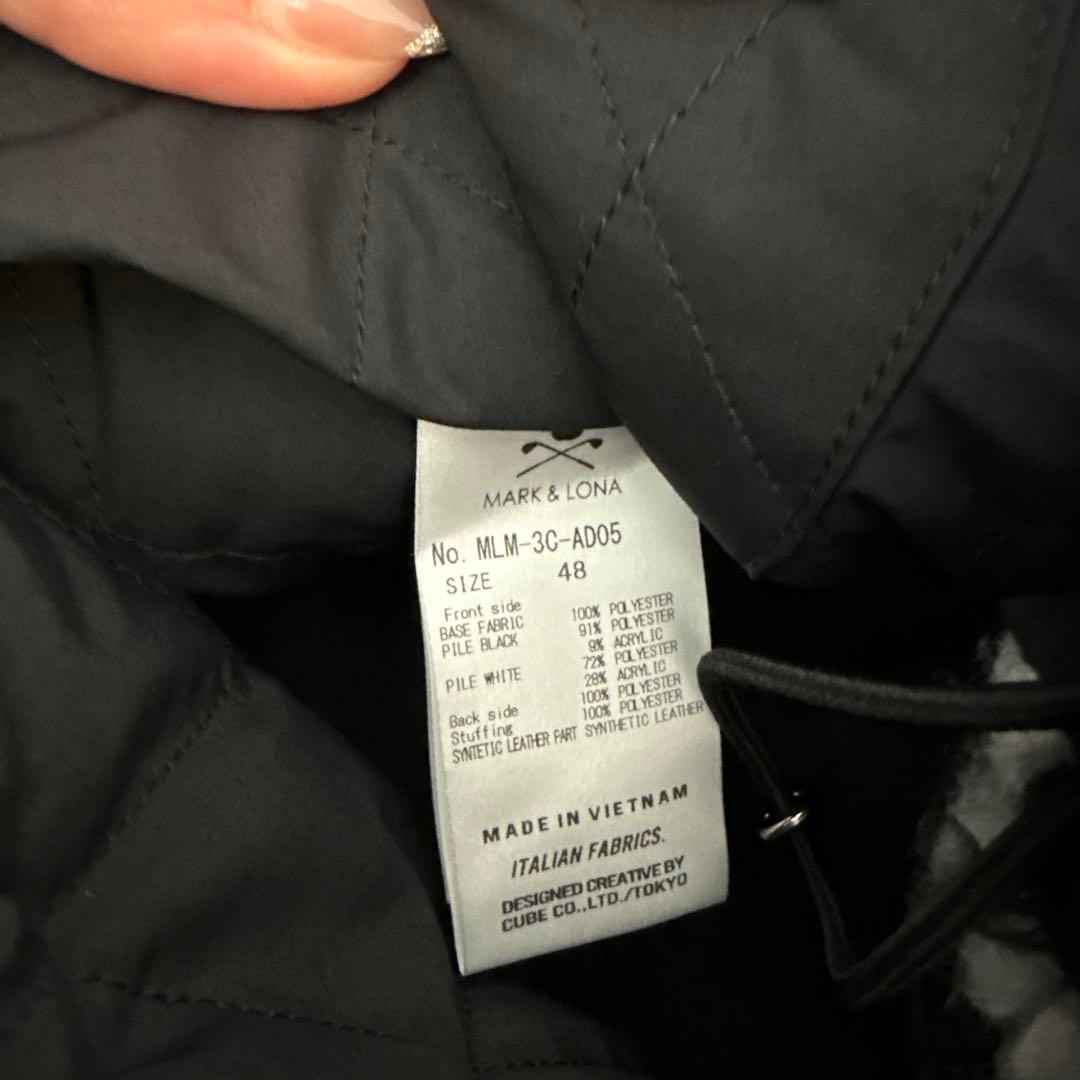 MARK & LONA
No. MLM-3C-AD05
SIZE 48
Front side
BASE FABRIC 100% POLYESTER
PILE BLACK 91% POLYESTER
9% ACRYLIC
PILE WHITE 72% POLYESTER
28% ACRYLIC
Back side 100% POLYESTER
Stuffing 100% POLYESTER
SYNTETIC LEATHER PART SYNTHETIC LEATHER
MADE IN VIETNAM
ITALIAN FABRICS.
DESIGNED CREATIVE BY
CUBE CO.,LTD./TOKYO